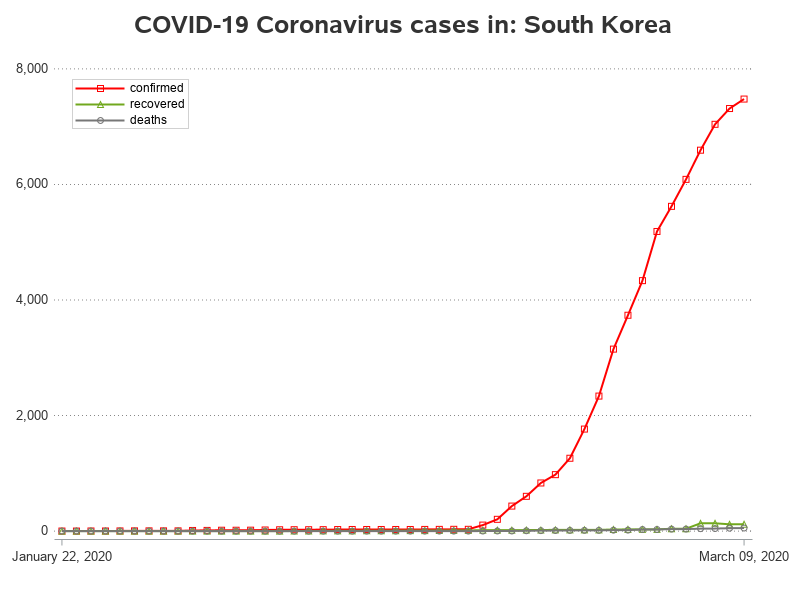 COVID-19 Coronavirus cases in: South Korea
8,000
confirmed
recovered
deaths
6,000
4,000
2,000
0
January 22, 2020
March 09, 2020